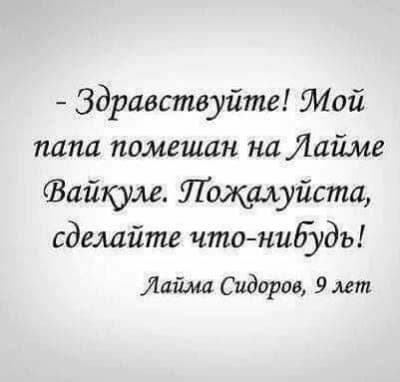 - Здравствуйте! Мой
папа помешан на Лайме
Вайкуле. Пожалуйста,
сделайте что-нибудь!
Лайма Сидоров, 9 лет